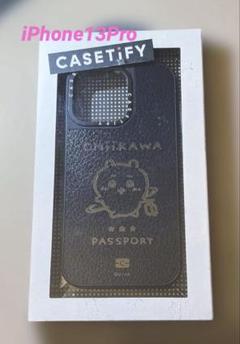 iPhone13Pro
CASETiFY
CHIIKAWA
PASSPORT